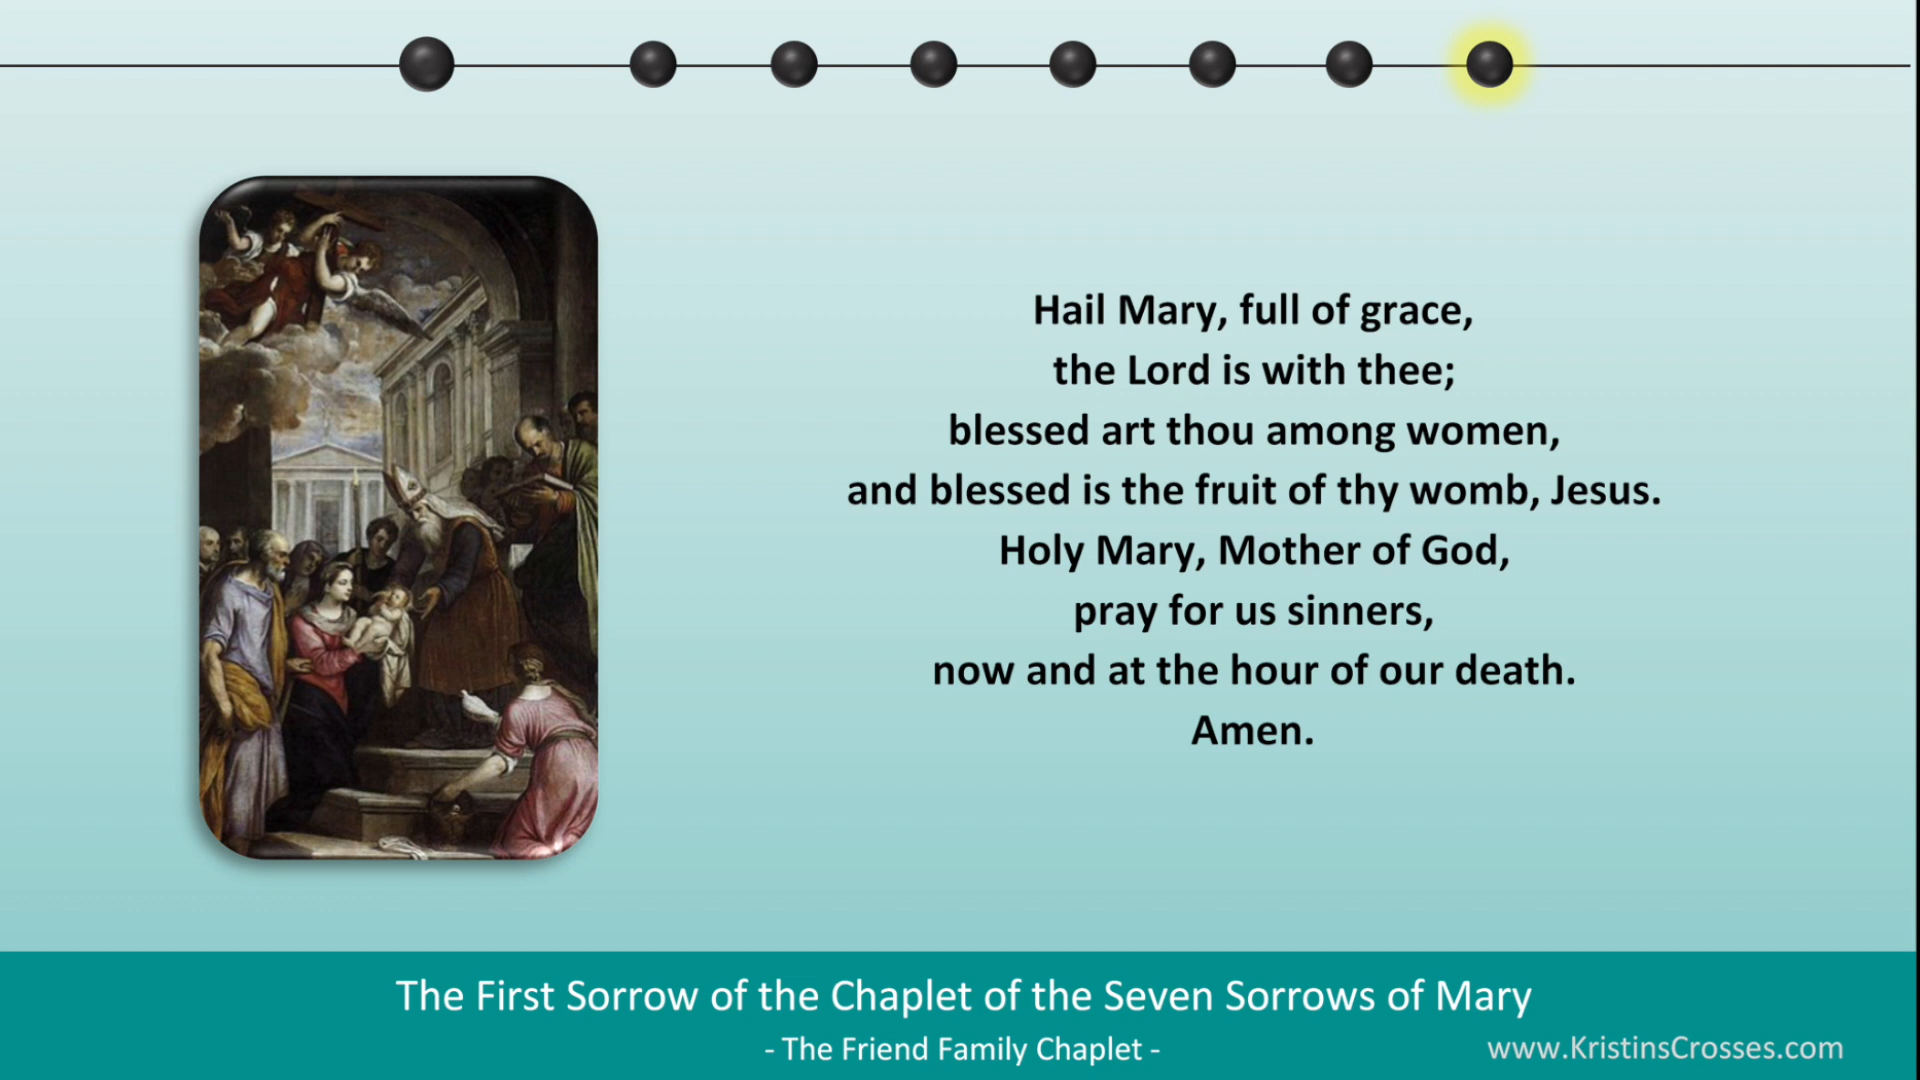 Hail Mary, full of grace,
the Lord is with thee;
blessed art thou among women,
and blessed is the fruit of thy womb, Jesus.
Holy Mary, Mother of God,
pray for us sinners,
now and at the hour of our death.
Amen.
The First Sorrow of the Chaplet of the Seven Sorrows of Mary
- The Friend Family Chaplet -
www.KristinsCrosses.com